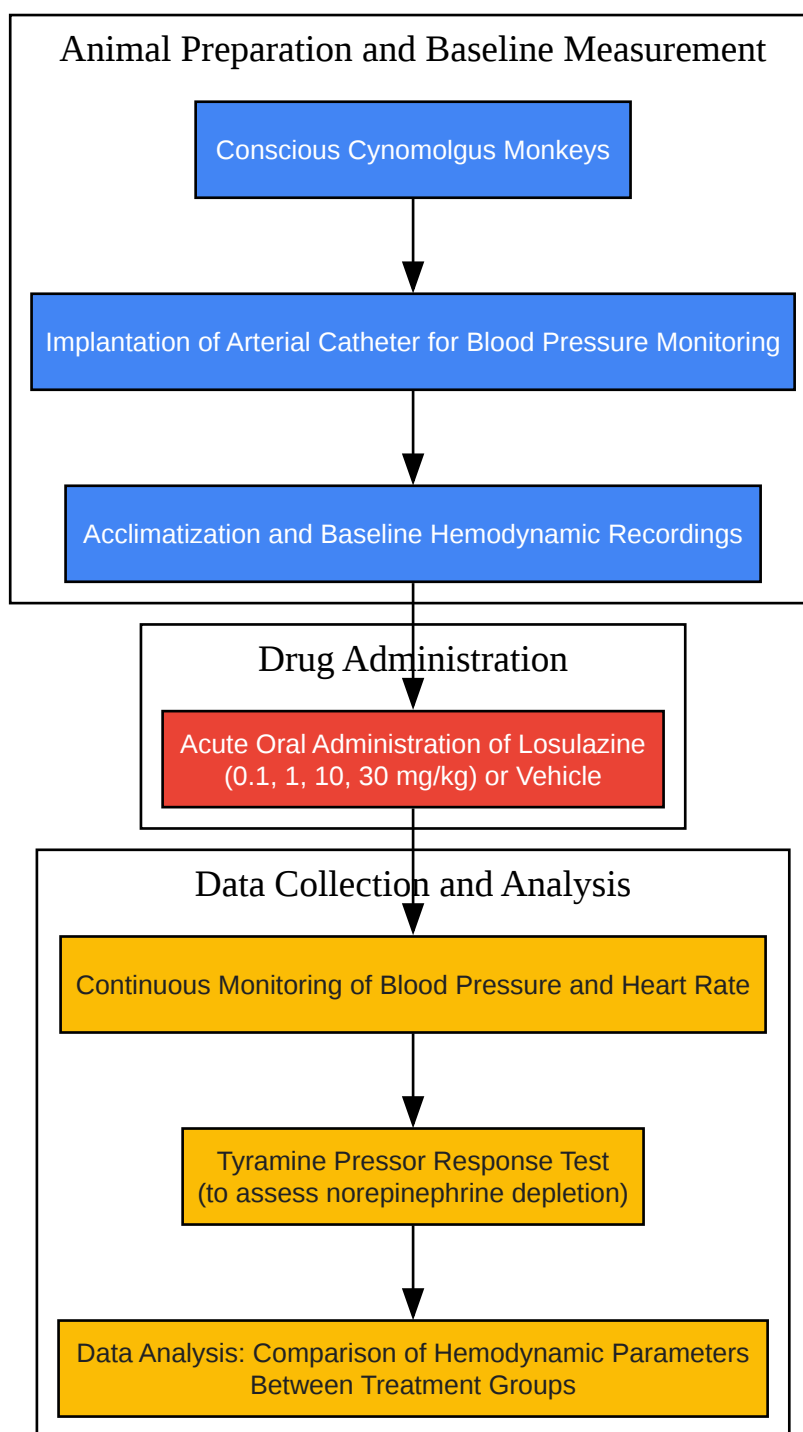 Animal Preparation and Baseline Measurement
Conscious Cynomolgus Monkeys
Implantation of Arterial Catheter for Blood Pressure Monitoring
Acclimatization and Baseline Hemodynamic Recordings
Drug Administration
Acute Oral Administration of Losulazine
(0.1, 1, 10, 30 mg/kg) or Vehicle
Data Collection and Analysis
Continuous Monitoring of Blood Pressure and Heart Rate
Tyramine Pressor Response Test
(to assess norepinephrine depletion)
Data Analysis: Comparison of Hemodynamic Parameters
Between Treatment Groups